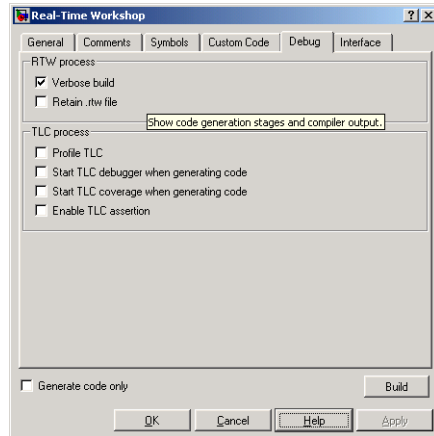 Real-Time Workshop
General Comments Symbols Custom Code Debug Interface
RTW process
Verbose build
Retain .rtw file
Show code generation stages and compiler output.
TLC process
Profile TLC
Start TLC debugger when generating code
Start TLC coverage when generating code
Enable TLC assertion
Generate code only Build
OK Cancel Help Apply